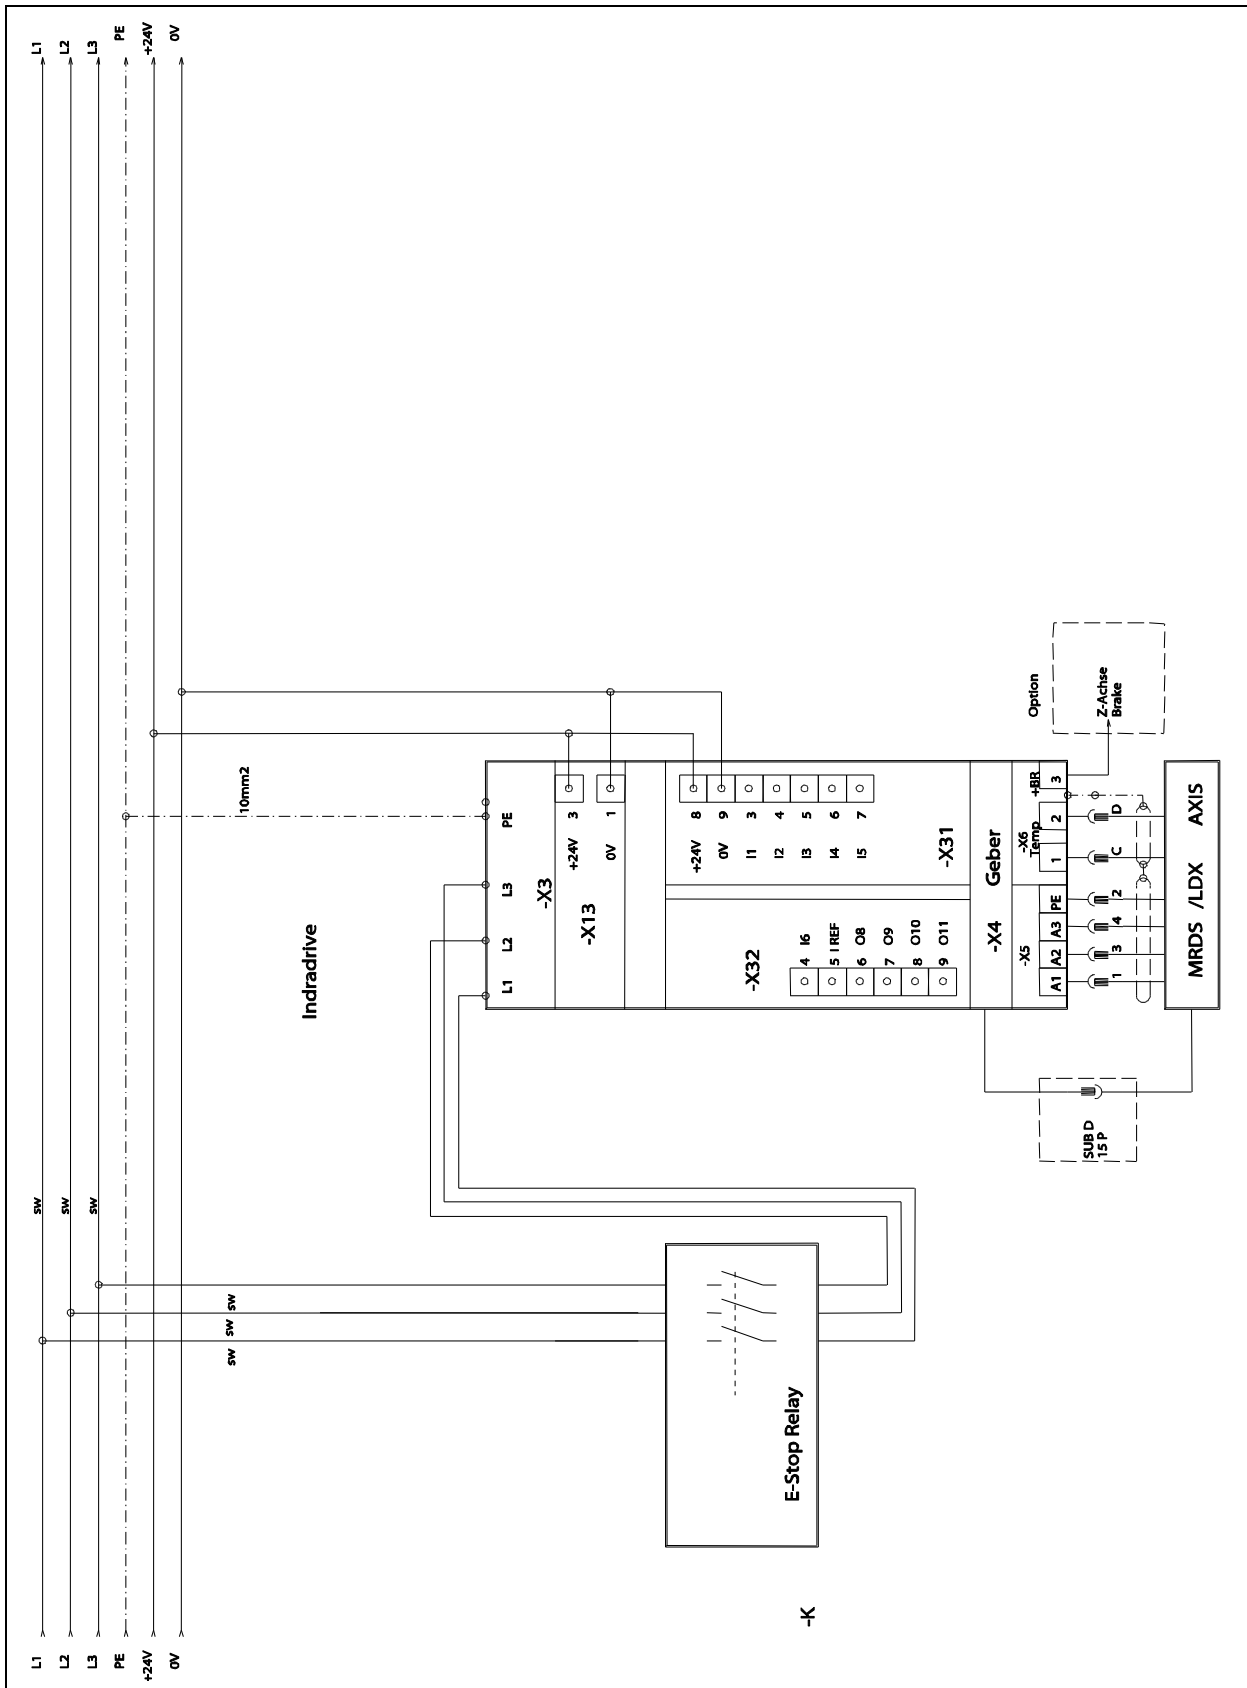 L1
L2
L3
PE
+24V
0V
L1
L2
L3
PE
+24V
0V
sw
sw
sw
sw
sw
sw
10mm2
Indradrive
-K
E-Stop Relay
L1
L2
L3
PE
-X3
+24V
3
-X13
0V
1
-X32
4 I6
5 I REF
6 O8
7 O9
8 O10
9 O11
-X31
+24V 8
0V 9
I1 3
I2 4
I3 5
I4 6
I5 7
-X4
Geber
-X5
A1
A2
A3
PE
-X6
Temp
1
2
+BR
3
1
3
4
2
C
D
Option
Z-Achse
Brake
SUB D
15 P
MRDS /LDX AXIS